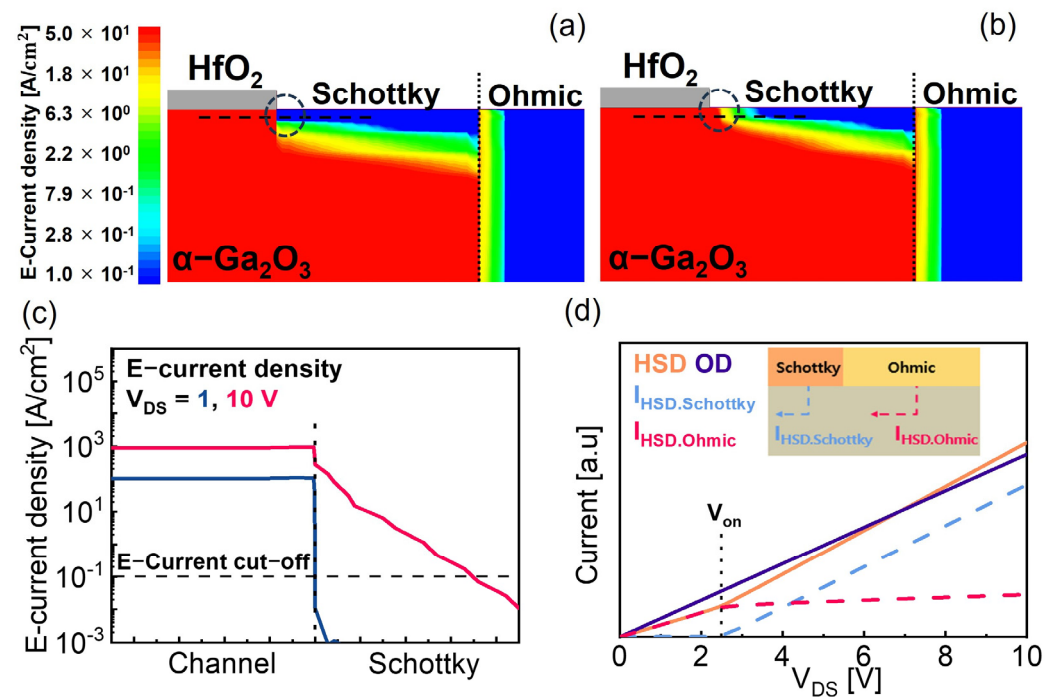 (a)
(b)
E-Current density [A/cm²]
5.0 × 10¹
1.8 × 10¹
6.3 × 10⁰
2.2 × 10⁰
7.9 × 10⁻¹
2.8 × 10⁻¹
1.0 × 10⁻¹
HfO₂
Schottky
Ohmic
α−Ga₂O₃
HfO₂
Schottky
Ohmic
α−Ga₂O₃
(c)
E-current density [A/cm²]
10⁵
10³
10¹
10⁻¹
10⁻³
E−current density
V_DS = 1, 10 V
E−Current cut−off
Channel
Schottky
(d)
Current [a.u]
HSD OD
I_HSD.Schottky
I_HSD.Ohmic
Schottky
Ohmic
I_HSD.Schottky
I_HSD.Ohmic
V_on
0
2
4
6
8
10
V_DS [V]